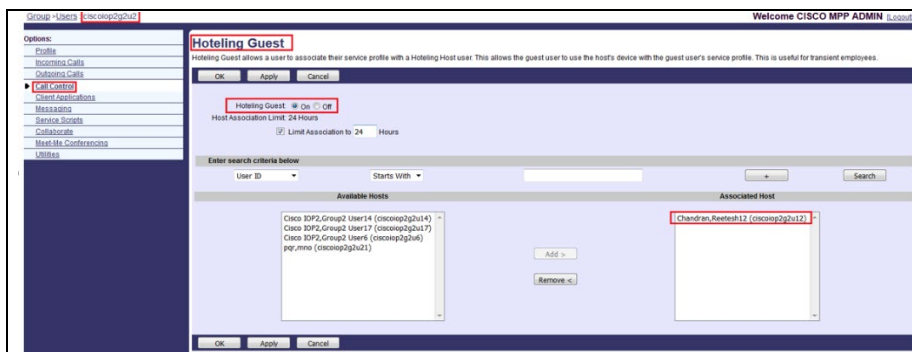 Group >Users : ciscoiop2g2u2
Welcome CISCO MPP ADMIN [Logout
Options:
Profile
Incoming Calls
Outgoing Calls
Call Control
Client Applications
Messaging
Service Scripts
Collaborate
Meet-Me Conferencing
Utilities
Hoteling Guest
Hoteling Guest allows a user to associate their service profile with a Hoteling Host user. This allows the guest user to use the host's device with the guest user's service profile. This is useful for transient employees.
OK Apply Cancel
Hoteling Guest: On Off
Host Association Limit: 24 Hours
Limit Association to 24 Hours
Enter search criteria below
User ID Starts With + Search
Available Hosts Associated Host
Cisco IOP2,Group2 User14 (ciscoiop2g2u14)
Cisco IOP2,Group2 User17 (ciscoiop2g2u17)
Cisco IOP2,Group2 User6 (ciscoiop2g2u6)
pqr,mno (ciscoiop2g2u21)
Add >
Remove <
Chandran,Reetesh12 (ciscoiop2g2u12)
OK Apply Cancel